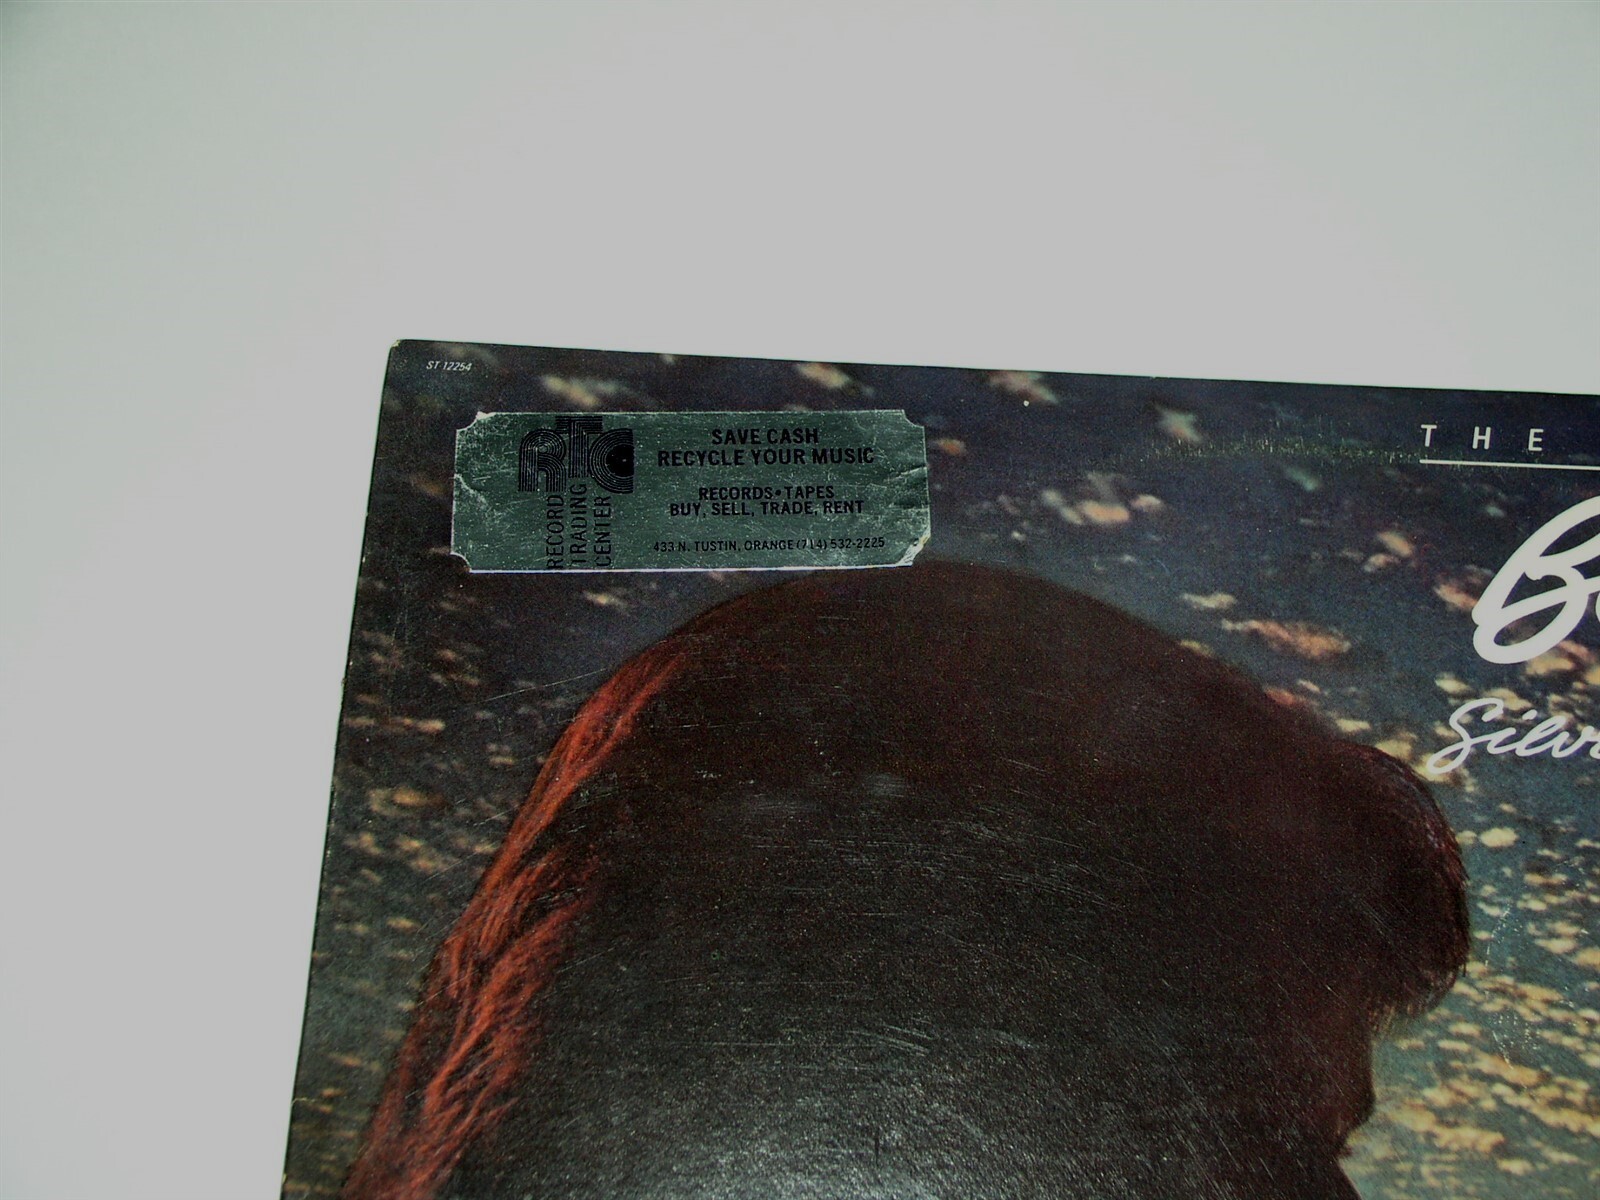 ST 12254
RTC
RECORD
TRADING
CENTER
SAVE CASH
RECYCLE YOUR MUSIC
RECORDS • TAPES
BUY, SELL, TRADE, RENT
433 N. TUSTIN, ORANGE (714) 532-2225
THE